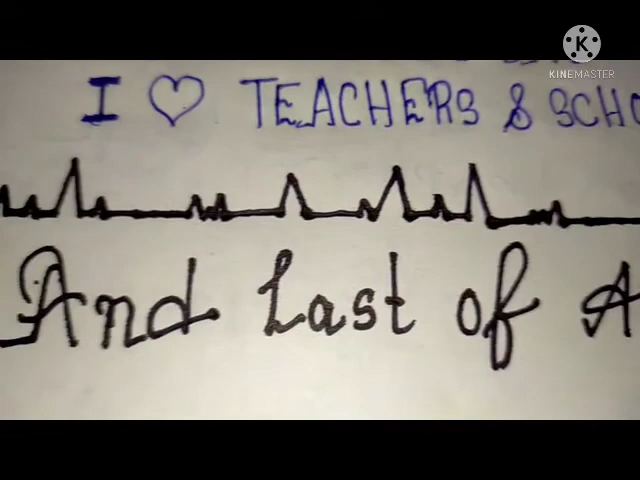 KINEMASTER
I ♡ TEACHERS & SCHO
And Last of A